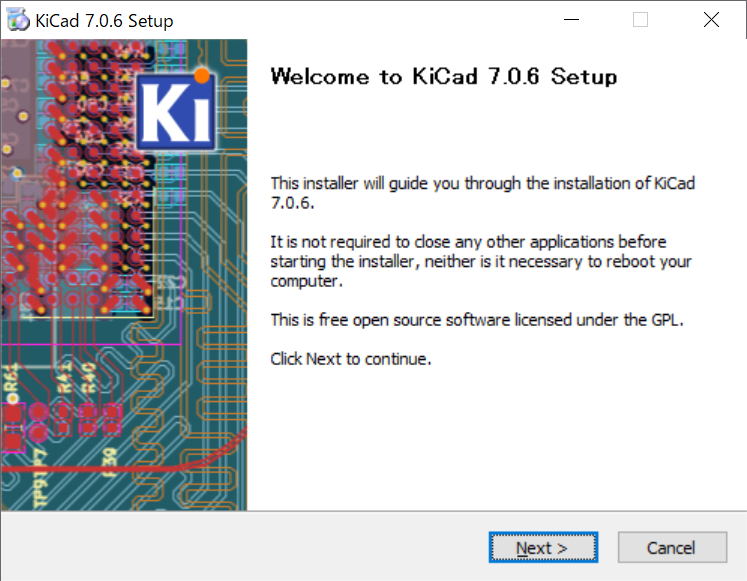 KiCad 7.0.6 Setup
Ki
Welcome to KiCad 7.0.6 Setup
This installer will guide you through the installation of KiCad
7.0.6.
It is not required to close any other applications before
starting the installer, neither is it necessary to reboot your
computer.
This is free open source software licensed under the GPL.
Click Next to continue.
R41
R40
R39
Next >
Cancel